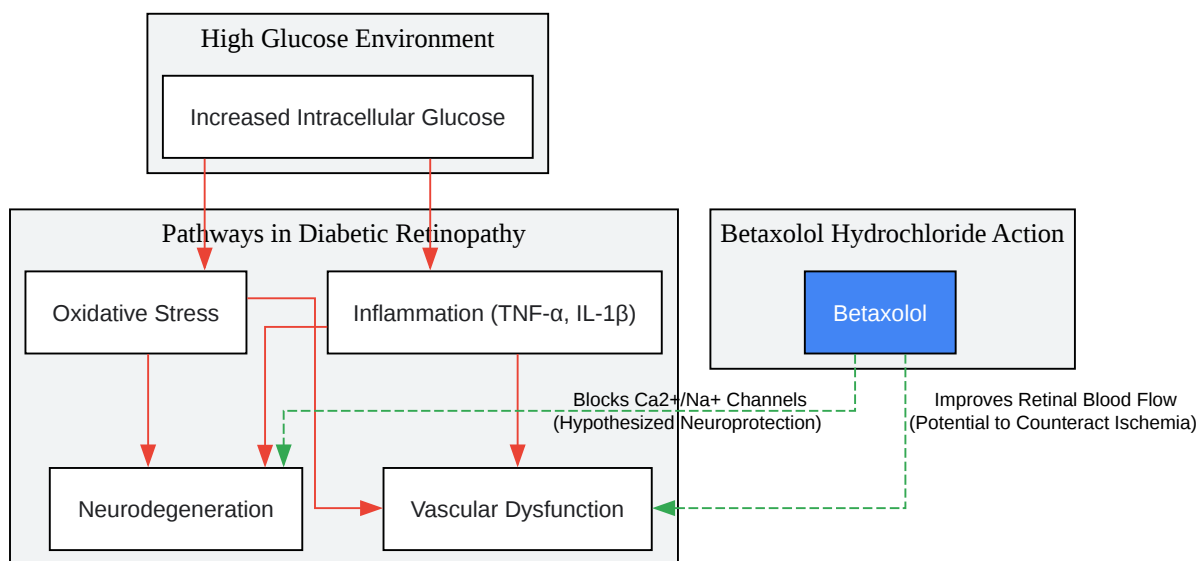 High Glucose Environment
Increased Intracellular Glucose
Pathways in Diabetic Retinopathy
Betaxolol Hydrochloride Action
Oxidative Stress
Inflammation (TNF-α, IL-1β)
Betaxolol
Blocks Ca2+/Na+ Channels
(Hypothesized Neuroprotection)
Improves Retinal Blood Flow
(Potential to Counteract Ischemia)
Neurodegeneration
Vascular Dysfunction